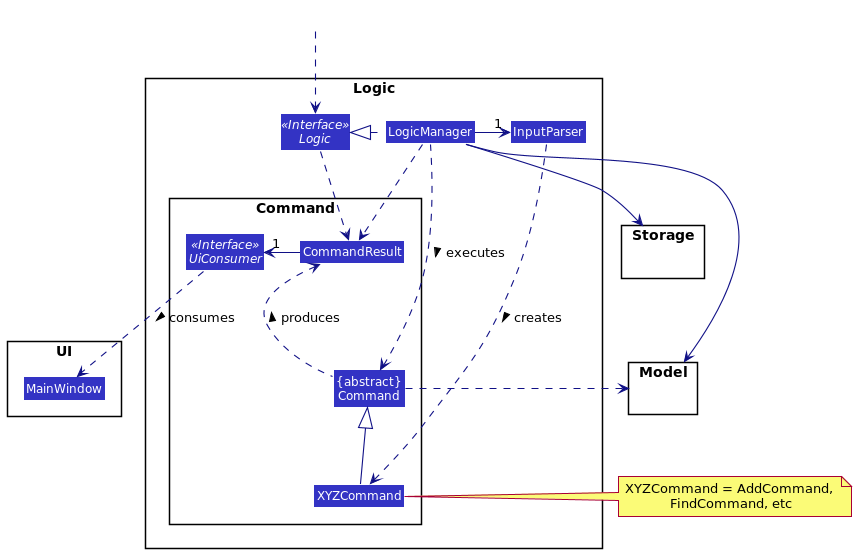 Logic
«Interface»
Logic
LogicManager
1
InputParser
Command
«Interface»
UiConsumer
1
CommandResult
executes
Storage
consumes
produces
creates
UI
MainWindow
{abstract}
Command
Model
XYZCommand
XYZCommand = AddCommand,
FindCommand, etc